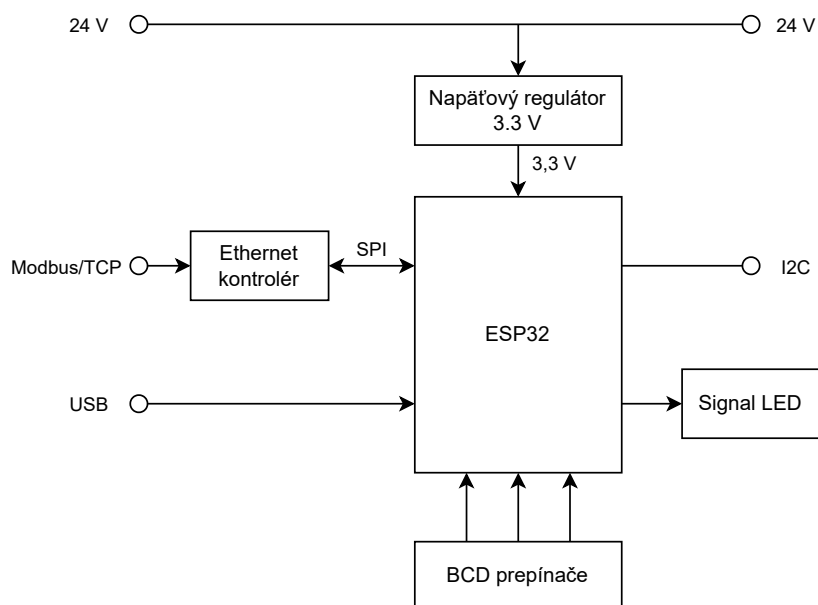 24 V
24 V
Napäťový regulátor
3.3 V
3,3 V
Modbus/TCP
Ethernet
kontrolér
SPI
I2C
ESP32
USB
Signal LED
BCD prepínače